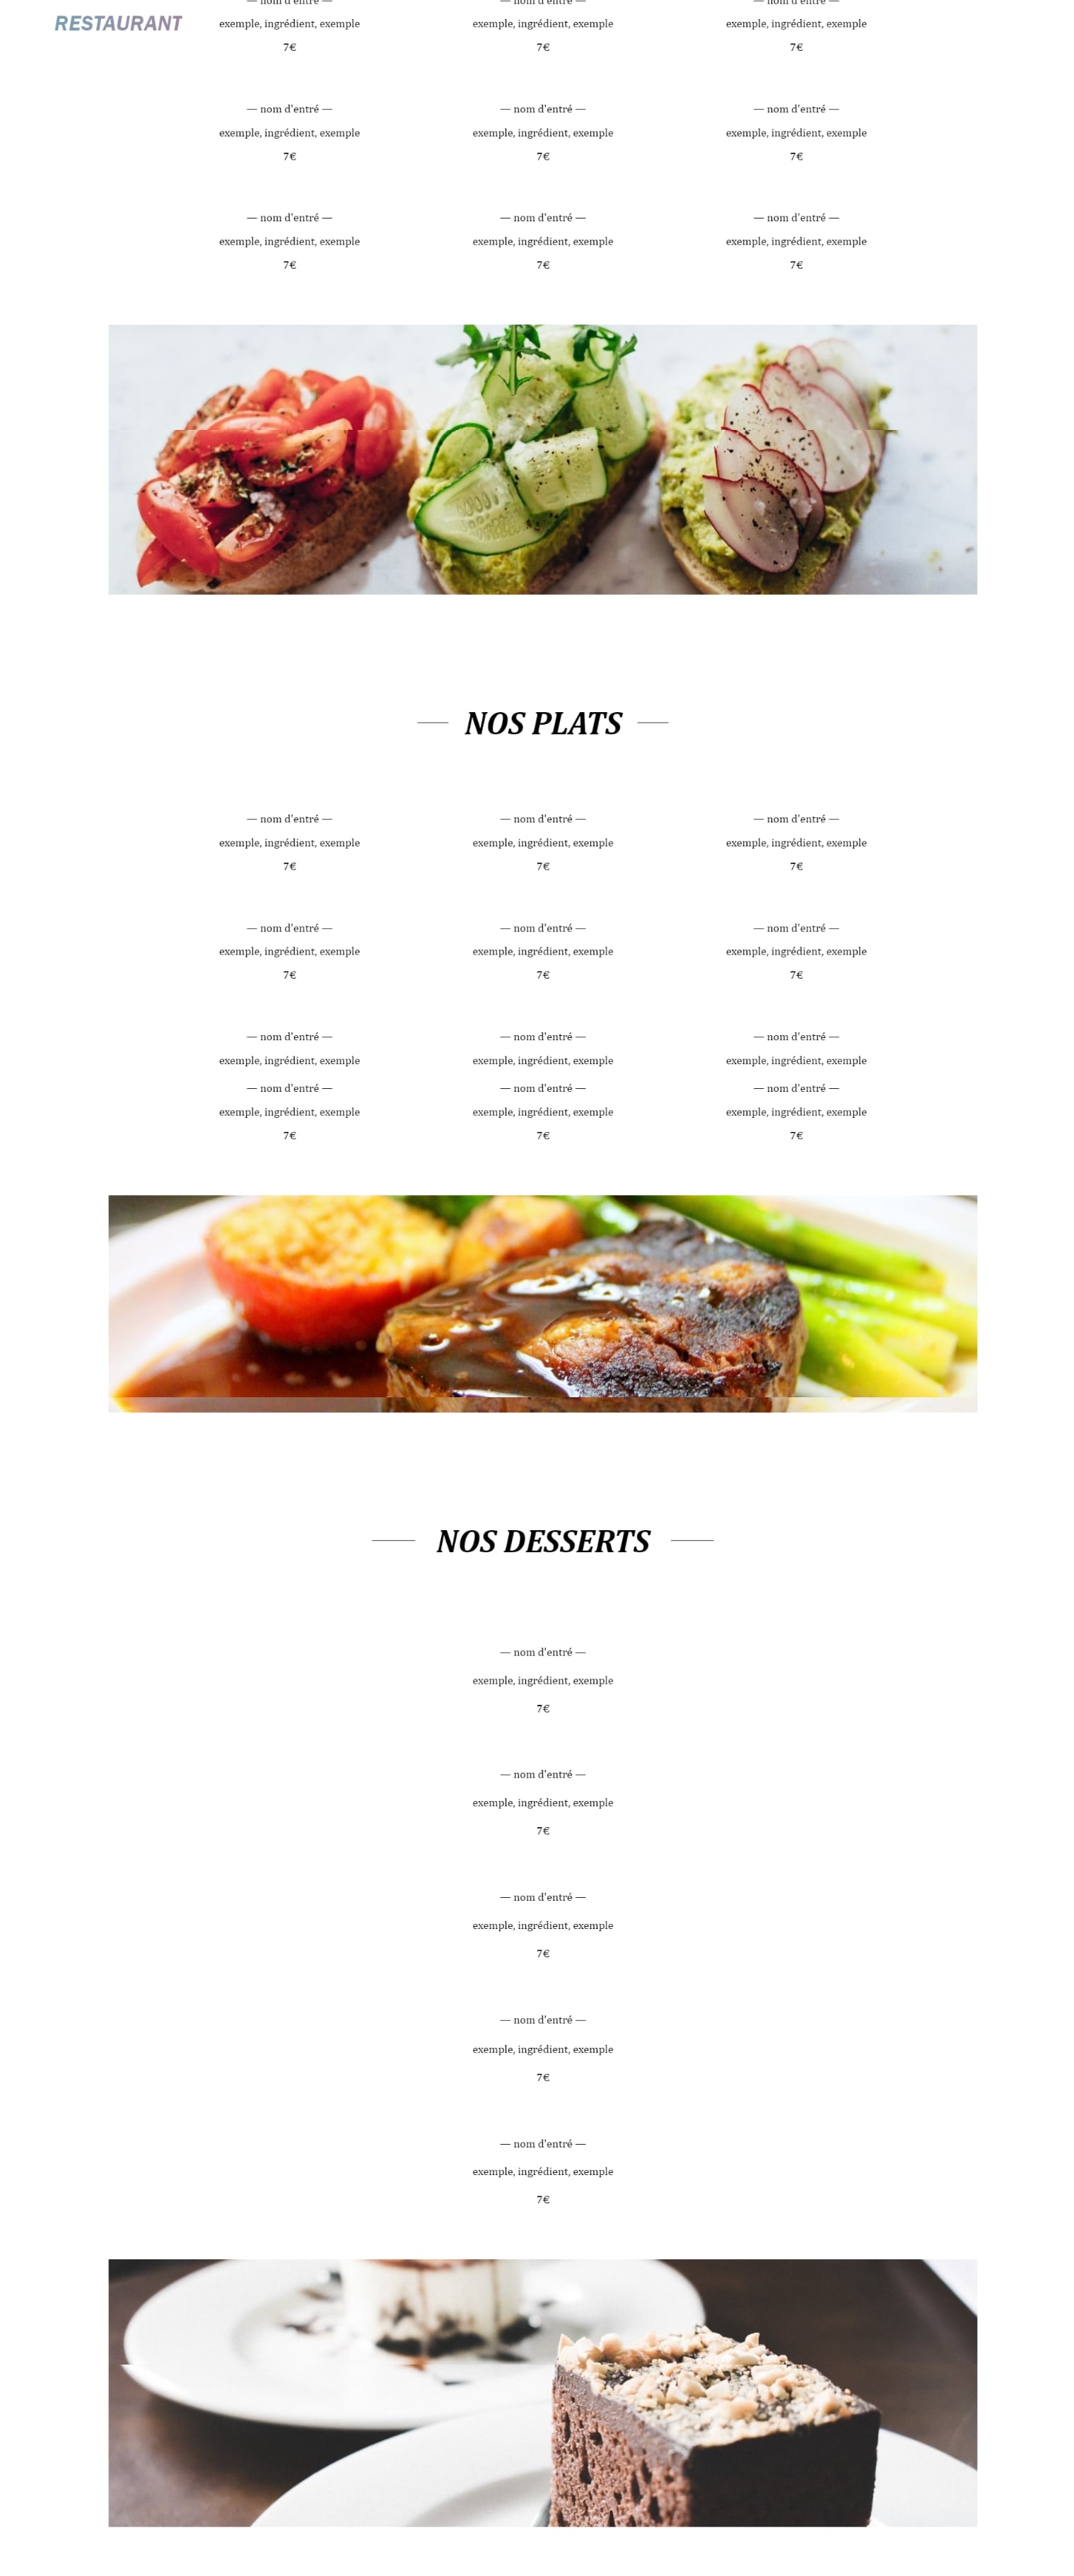 — nom d'entré — — nom d'entré — — nom d'entré —
RESTAURANT exemple, ingrédient, exemple exemple, ingrédient, exemple exemple, ingrédient, exemple
7€ 7€ 7€
— nom d'entré — — nom d'entré — — nom d'entré —
exemple, ingrédient, exemple exemple, ingrédient, exemple exemple, ingrédient, exemple
7€ 7€ 7€
— nom d'entré — — nom d'entré — — nom d'entré —
exemple, ingrédient, exemple exemple, ingrédient, exemple exemple, ingrédient, exemple
7€ 7€ 7€
NOS PLATS
— nom d'entré — — nom d'entré — — nom d'entré —
exemple, ingrédient, exemple exemple, ingrédient, exemple exemple, ingrédient, exemple
7€ 7€ 7€
— nom d'entré — — nom d'entré — — nom d'entré —
exemple, ingrédient, exemple exemple, ingrédient, exemple exemple, ingrédient, exemple
7€ 7€ 7€
— nom d'entré — — nom d'entré — — nom d'entré —
exemple, ingrédient, exemple exemple, ingrédient, exemple exemple, ingrédient, exemple
— nom d'entré — — nom d'entré — — nom d'entré —
exemple, ingrédient, exemple exemple, ingrédient, exemple exemple, ingrédient, exemple
7€ 7€ 7€
NOS DESSERTS
— nom d'entré —
exemple, ingrédient, exemple
7€
— nom d'entré —
exemple, ingrédient, exemple
7€
— nom d'entré —
exemple, ingrédient, exemple
7€
— nom d'entré —
exemple, ingrédient, exemple
7€
— nom d'entré —
exemple, ingrédient, exemple
7€